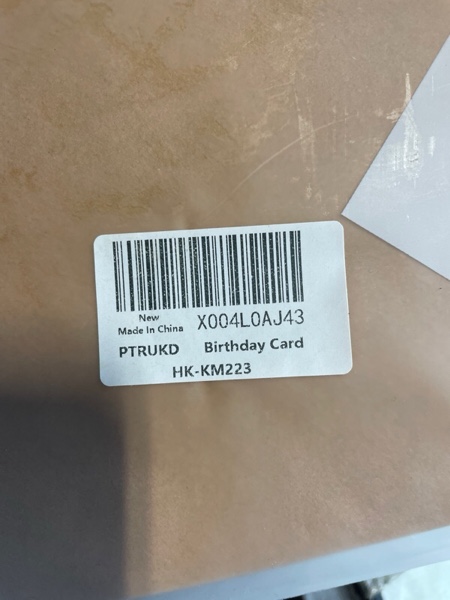 New
Made In China
X004L0AJ43
PTRUKD Birthday Card
HK-KM223